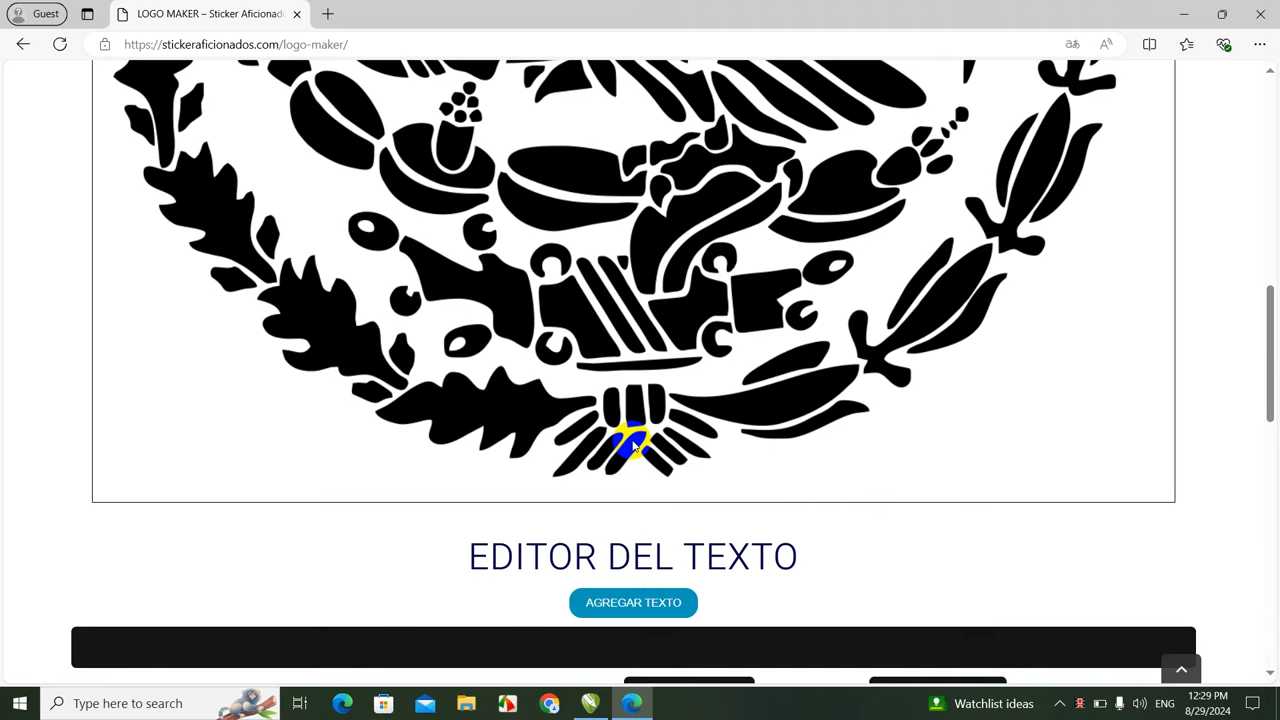 Guest
LOGO MAKER – Sticker Aficionado
https://stickeraficionados.com/logo-maker/
EDITOR DEL TEXTO
AGREGAR TEXTO
Type here to search
Watchlist ideas
ENG
12:29 PM
8/29/2024